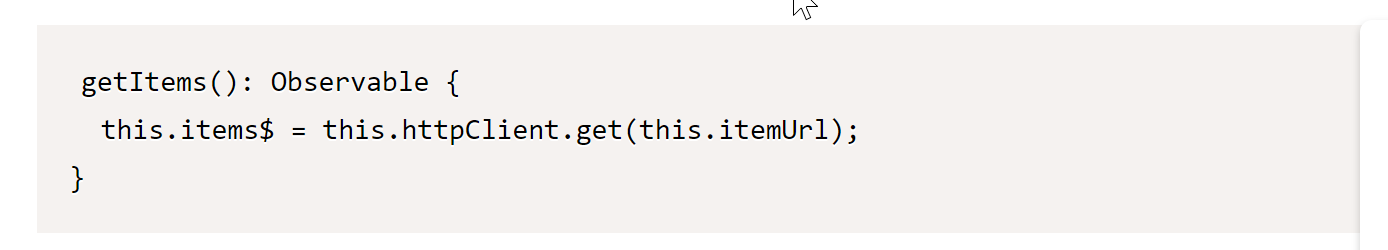 getItems(): Observable {
this.items$ = this.httpClient.get(this.itemUrl);
}